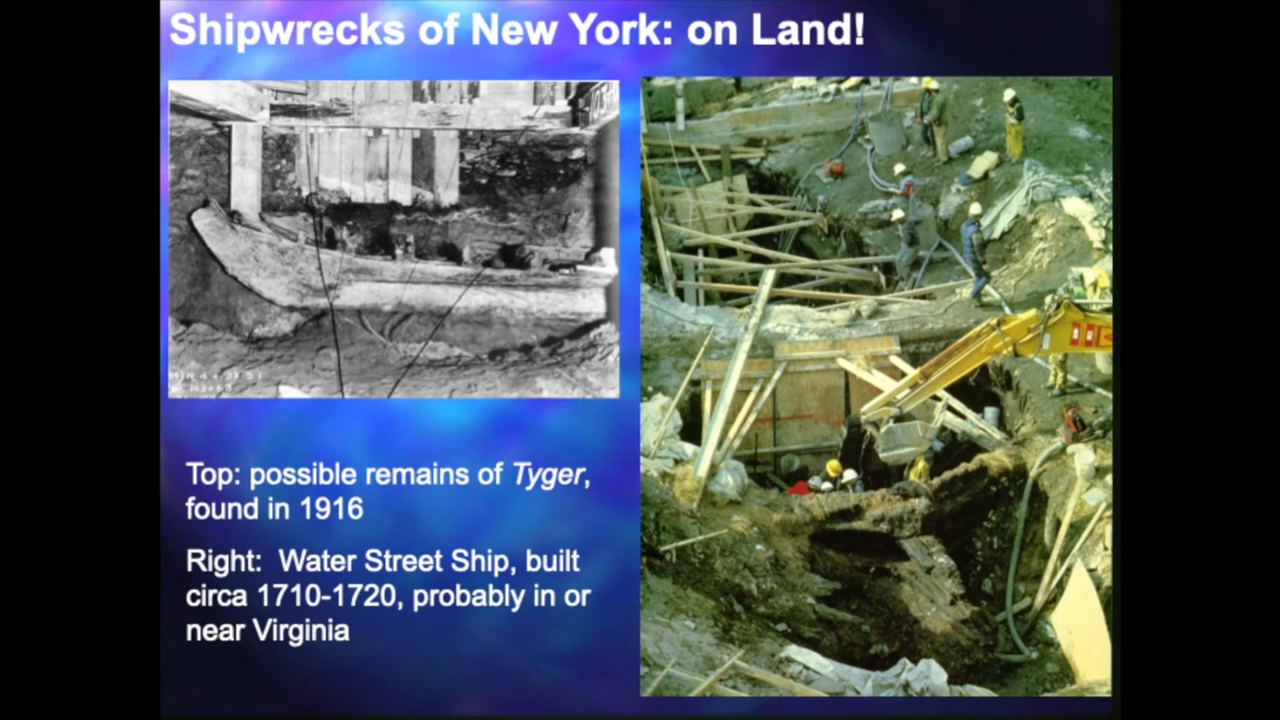 Shipwrecks of New York: on Land!
Top: possible remains of Tyger,
found in 1916
Right: Water Street Ship, built
circa 1710-1720, probably in or
near Virginia